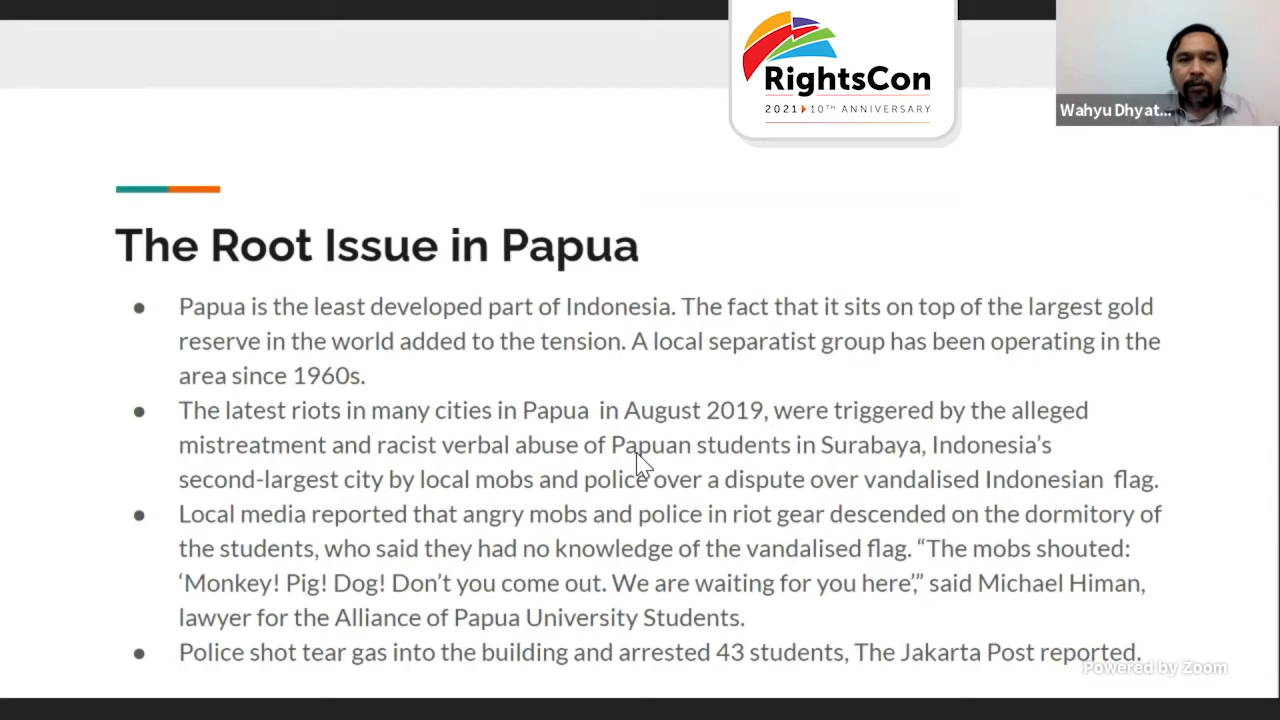 RightsCon
2021 10TH ANNIVERSARY
Wahyu Dhyat...
The Root Issue in Papua
● Papua is the least developed part of Indonesia. The fact that it sits on top of the largest gold
reserve in the world added to the tension. A local separatist group has been operating in the
area since 1960s.
● The latest riots in many cities in Papua in August 2019, were triggered by the alleged
mistreatment and racist verbal abuse of Papuan students in Surabaya, Indonesia’s
second-largest city by local mobs and police over a dispute over vandalised Indonesian flag.
● Local media reported that angry mobs and police in riot gear descended on the dormitory of
the students, who said they had no knowledge of the vandalised flag. “The mobs shouted:
‘Monkey! Pig! Dog! Don’t you come out. We are waiting for you here’,” said Michael Himan,
lawyer for the Alliance of Papua University Students.
● Police shot tear gas into the building and arrested 43 students, The Jakarta Post reported.
Powered by Zoom